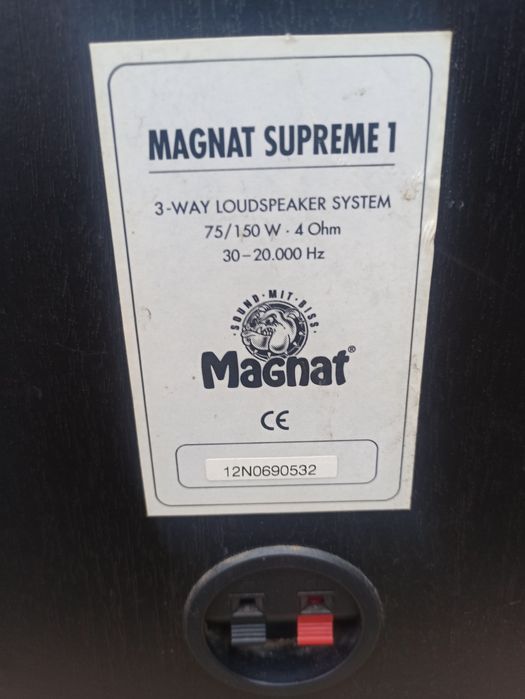 MAGNAT SUPREME 1
3-WAY LOUDSPEAKER SYSTEM
75/150 W · 4 Ohm
30–20.000 Hz
·SOUND·MIT·BISS·
Magnat®
CE
12N0690532